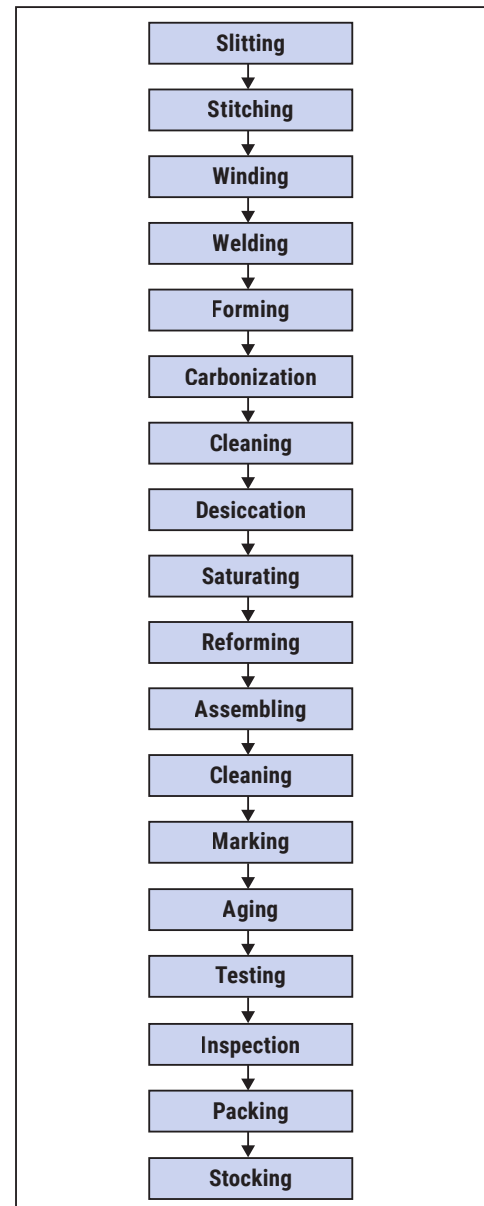 Slitting
Stitching
Winding
Welding
Forming
Carbonization
Cleaning
Desiccation
Saturating
Reforming
Assembling
Cleaning
Marking
Aging
Testing
Inspection
Packing
Stocking